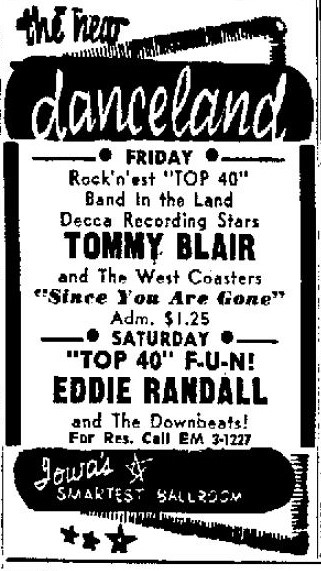 the new
danceland
FRIDAY
Rock'n'est "TOP 40"
Band In the Land
Decca Recording Stars
TOMMY BLAIR
and The West Coasters
"Since You Are Gone"
Adm. $1.25
SATURDAY
"TOP 40" F-U-N!
EDDIE RANDALL
and The Downbeats!
For Res. Call EM 3-1227
Iowa's
SMARTEST BALLROOM